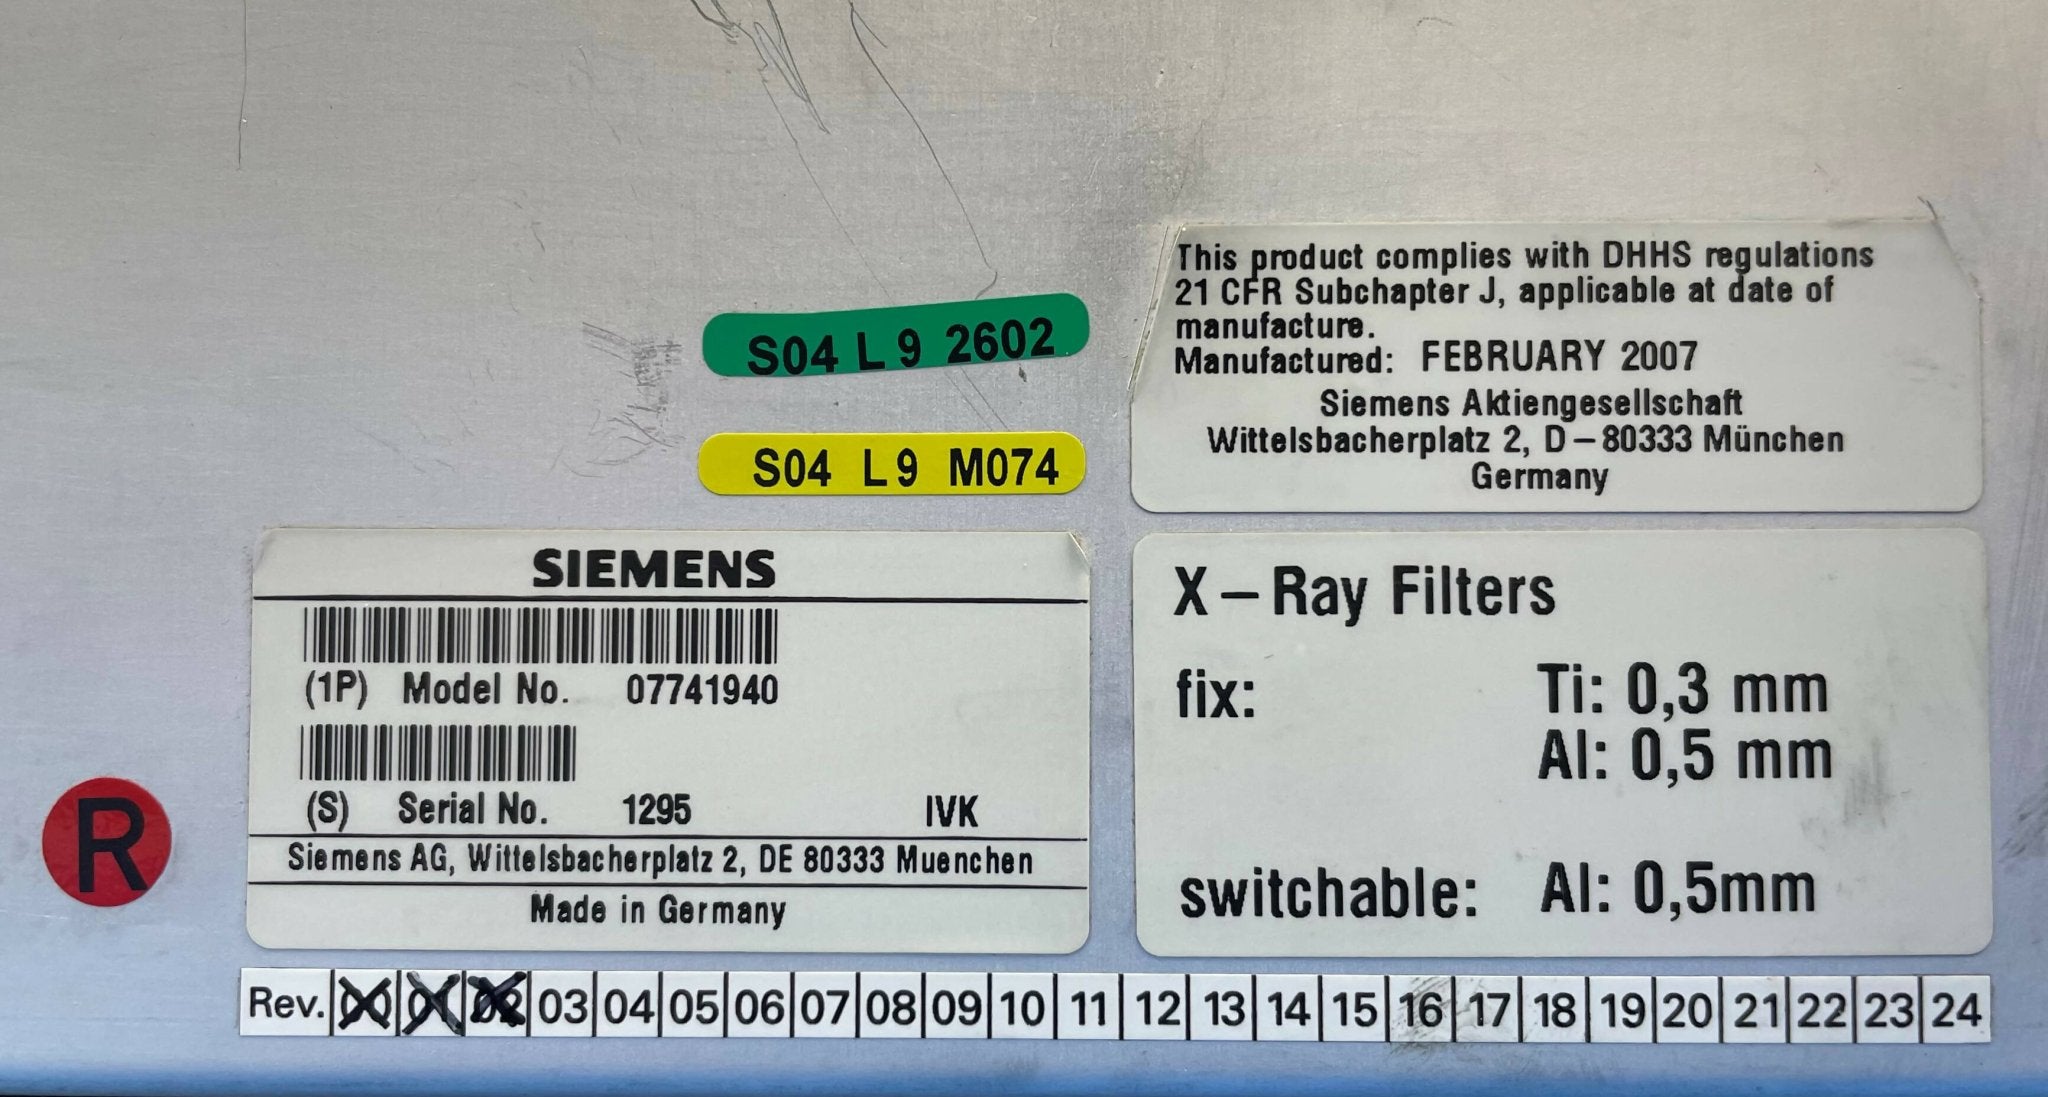 S04 L 9 2602
S04 L 9 M074
This product complies with DHHS regulations
21 CFR Subchapter J, applicable at date of
manufacture.
Manufactured: FEBRUARY 2007
Siemens Aktiengesellschaft
Wittelsbacherplatz 2, D – 80333 München
Germany
SIEMENS
(1P) Model No. 07741940
(S) Serial No. 1295 IVK
Siemens AG, Wittelsbacherplatz 2, DE 80333 Muenchen
Made in Germany
X – Ray Filters
fix: Ti: 0,3 mm
Al: 0,5 mm
switchable: Al: 0,5mm
R
Rev. 00 01 02 03 04 05 06 07 08 09 10 11 12 13 14 15 16 17 18 19 20 21 22 23 24